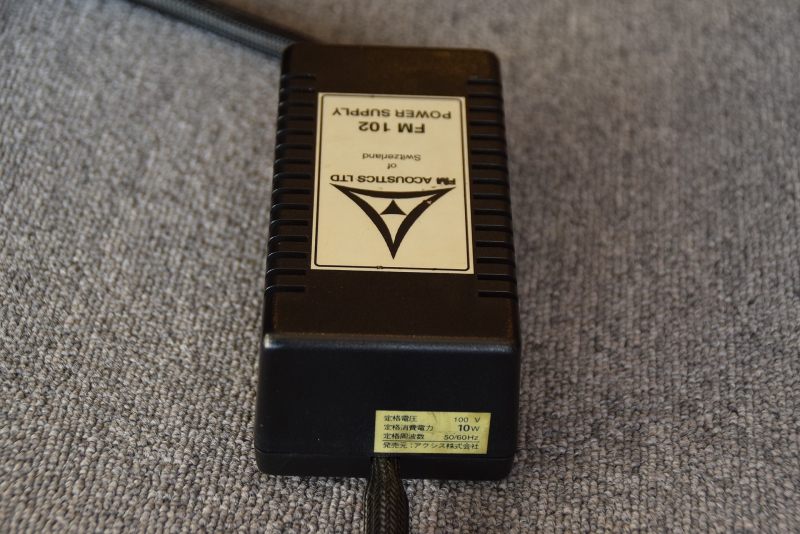 FM ACOUSTICS LTD
of
Switzerland
FM 102
POWER SUPPLY
定格電圧 100 V
定格消費電力 10W
定格周波数 50/60Hz
発売元:アクシス株式会社